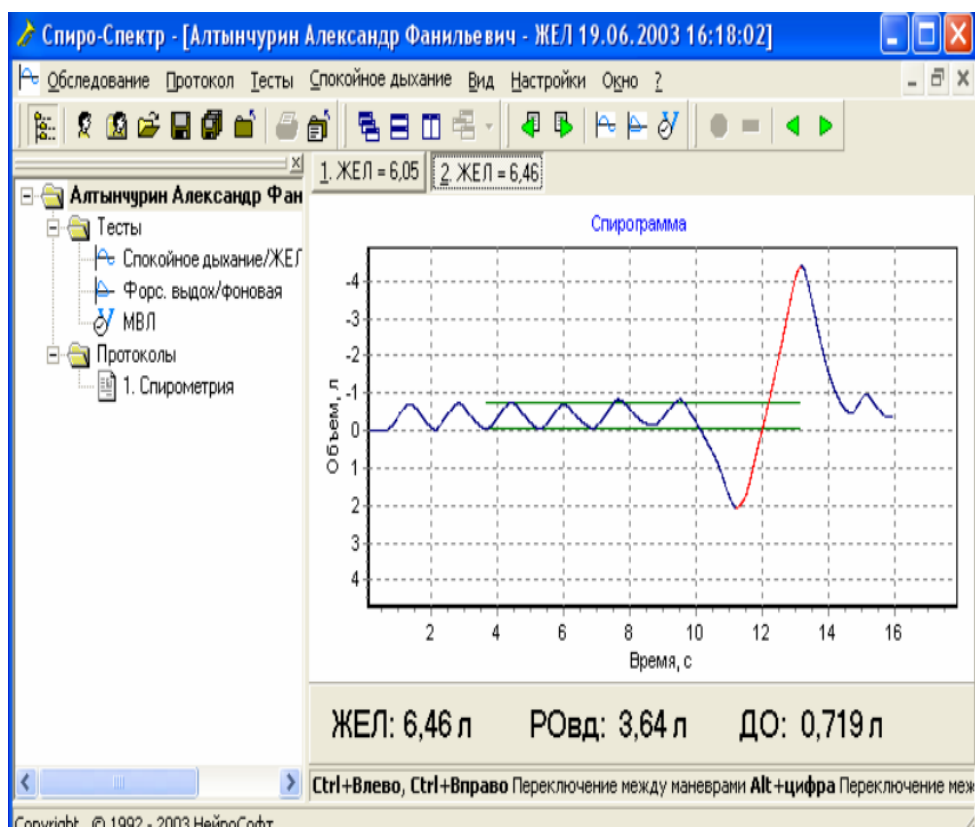 Спиро-Спектр - [Алтынчурин Александр Фанильевич - ЖЕЛ 19.06.2003 16:18:02]
Обследование Протокол Тесты Спокойное дыхание Вид Настройки Окно ?
1. ЖЕЛ = 6,05 2. ЖЕЛ = 6,46
Алтынчурин Александр Фан
Тесты
Спокойное дыхание/ЖЕЛ
Форс. выдох/фоновая
МВЛ
Протоколы
1. Спирометрия
Спирограмма
Объем, л
-4
-3
-2
-1
0
1
2
3
4
2 4 6 8 10 12 14 16
Время, с
ЖЕЛ: 6,46 л РОвд: 3,64 л ДО: 0,719 л
Ctrl+Влево, Ctrl+Вправо Переключение между маневрами Alt+цифра Переключение меж
Copyright © 1992 - 2003 НейроСофт